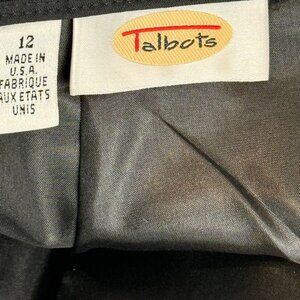 12
MADE IN
U.S.A.
FABRIQUE
AUX ETATS
UNIS
Talbots